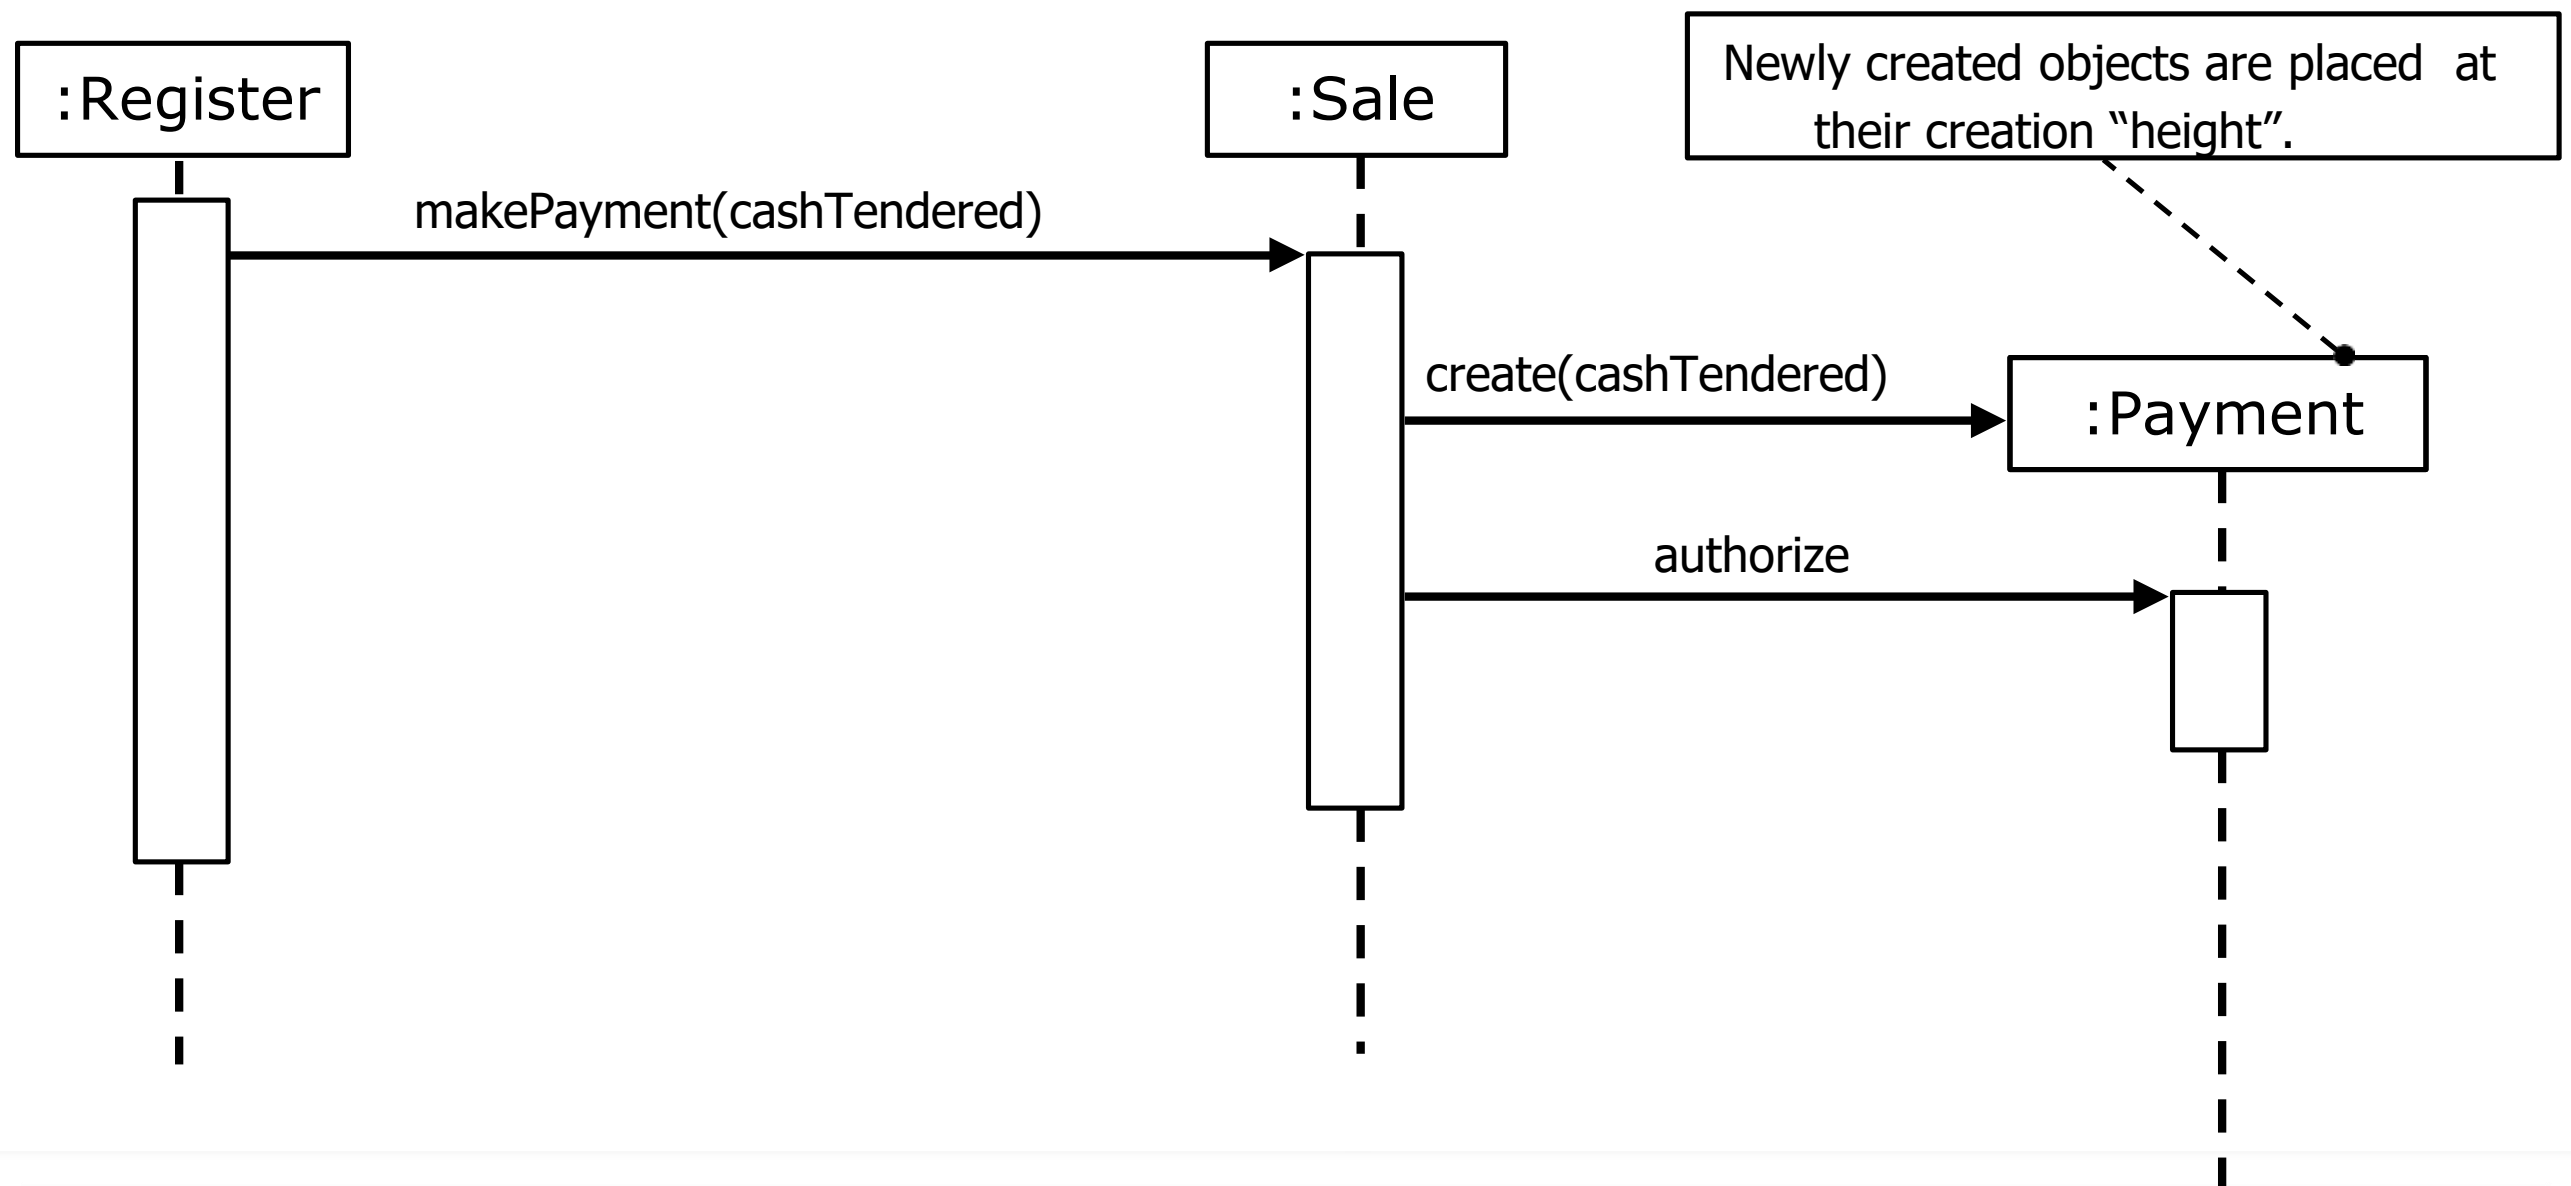 :Register
:Sale
Newly created objects are placed at
their creation “height”.
makePayment(cashTendered)
create(cashTendered)
:Payment
authorize